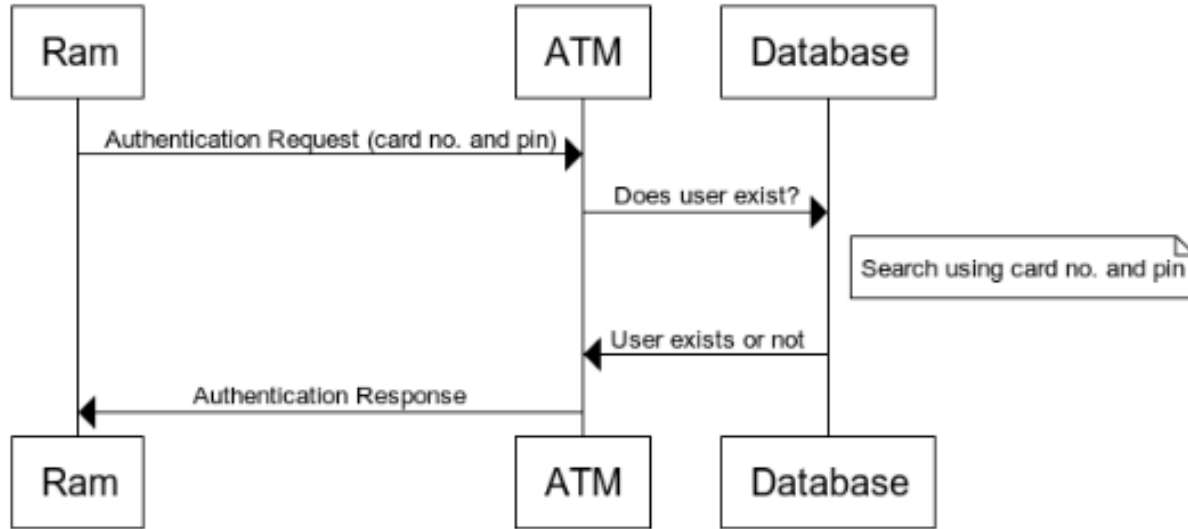 Ram
ATM
Database
Authentication Request (card no. and pin)
Does user exist?
Search using card no. and pin
User exists or not
Authentication Response
Ram
ATM
Database